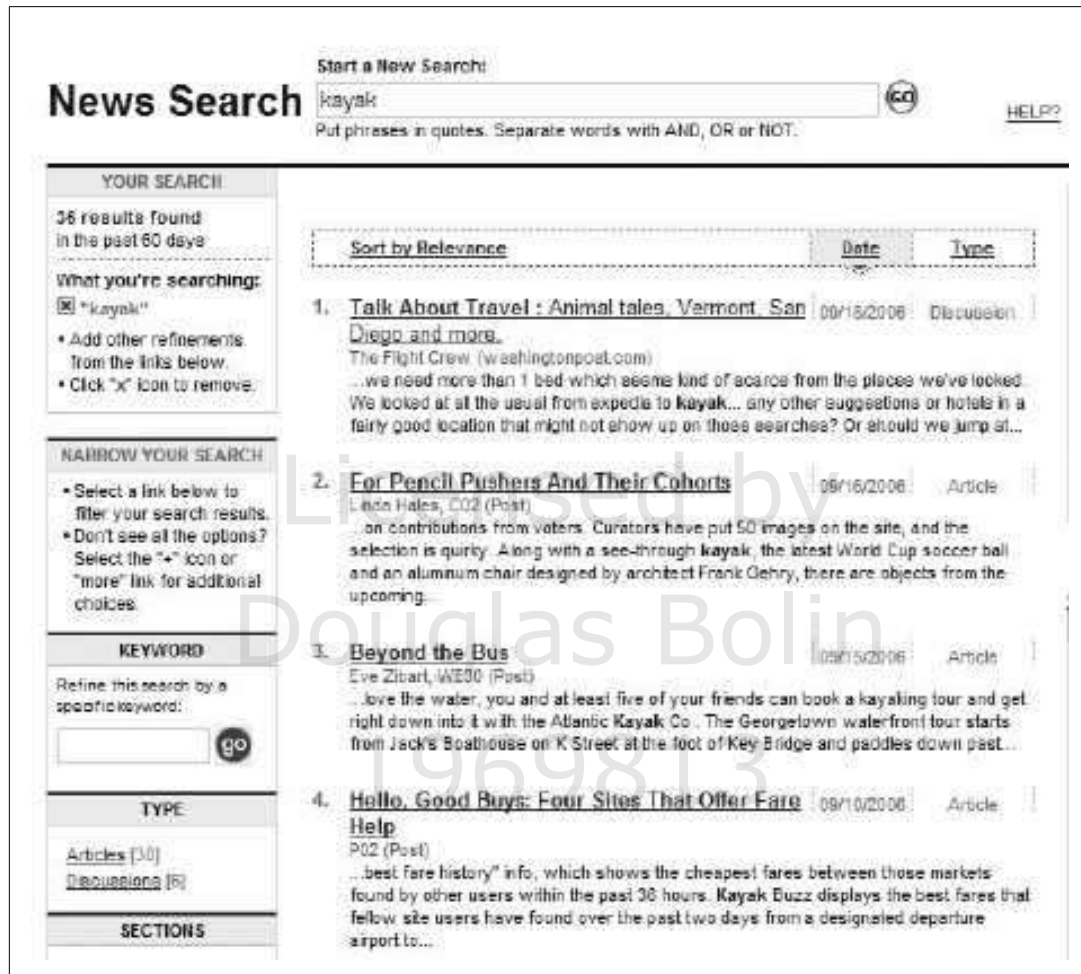 Start a New Search:
News Search
kayak
GO
HELP?
Put phrases in quotes. Separate words with AND, OR or NOT.
YOUR SEARCH
36 results found
in the past 60 days
What you're searching:
"kayak"
• Add other refinements
from the links below.
• Click "x" icon to remove.
NARROW YOUR SEARCH
• Select a link below to
filter your search results.
• Don't see all the options?
Select the "+" icon or
"more" link for additional
choices.
KEYWORD
Refine this search by a
specific keyword:
go
TYPE
Articles [30]
Discussions [6]
SECTIONS
Sort by Relevance Date Type
1. Talk About Travel : Animal tales, Vermont, San
Diego and more.
09/18/2006 Discussion
The Flight Crew (washingtonpost.com)
...we need more than 1 bed which seems kind of scarce from the places we've looked.
We looked at all the usual from expedia to kayak... any other suggestions or hotels in a
fairly good location that might not show up on those searches? Or should we jump at...
2. For Pencil Pushers And Their Cohorts 09/16/2006 Article
Linda Hales, C02 (Post)
...on contributions from voters. Curators have put 50 images on the site, and the
selection is quirky. Along with a see-through kayak, the latest World Cup soccer ball
and an aluminum chair designed by architect Frank Gehry, there are objects from the
upcoming...
3. Beyond the Bus 09/15/2006 Article
Eve Zibart, WE30 (Post)
...love the water, you and at least five of your friends can book a kayaking tour and get
right down into it with the Atlantic Kayak Co.. The Georgetown waterfront tour starts
from Jack's Boathouse on K Street at the foot of Key Bridge and paddles down past...
4. Hello, Good Buys: Four Sites That Offer Fare
Help
09/10/2006 Article
P02 (Post)
...best fare history" info, which shows the cheapest fares between those markets
found by other users within the past 36 hours. Kayak Buzz displays the best fares that
fellow site users have found over the past two days from a designated departure
airport to...
Licensed by
Douglas Bolin
1969813